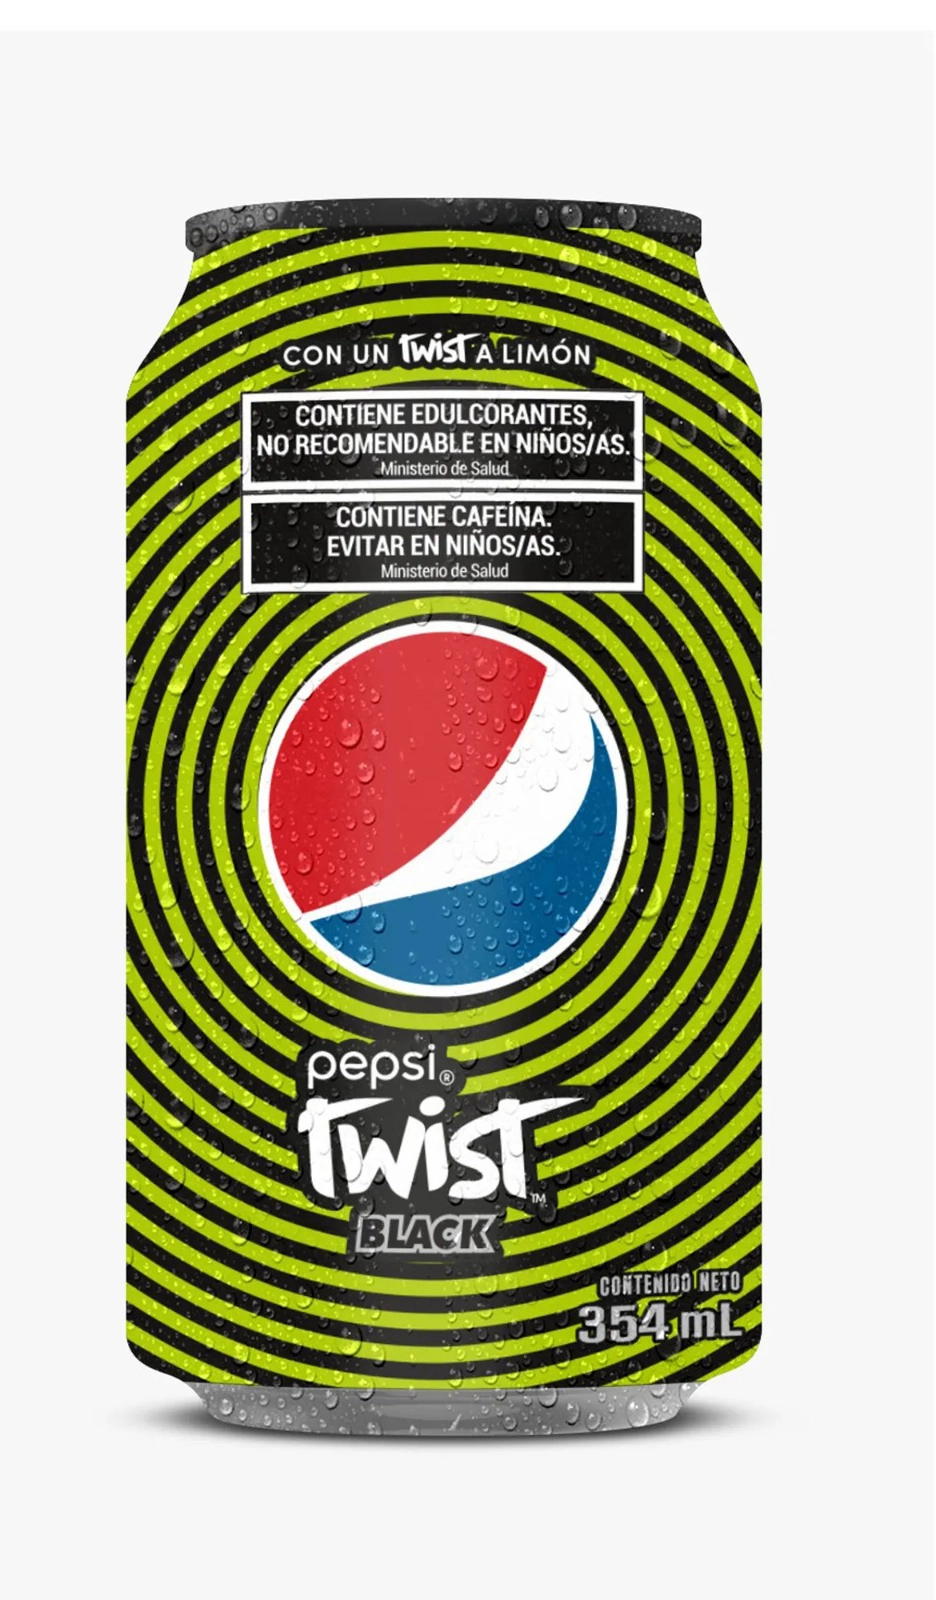 CON UN Twist A LIMÓN
CONTIENE EDULCORANTES,
NO RECOMENDABLE EN NIÑOS/AS.
Ministerio de Salud
CONTIENE CAFEÍNA.
EVITAR EN NIÑOS/AS.
Ministerio de Salud
pepsi®
Twist™
BLACK
CONTENIDO NETO
354 mL